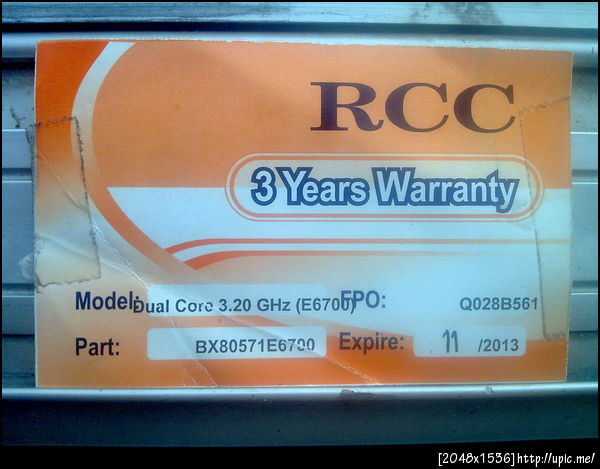 RCC
3 Years Warranty
Model: Dual Core 3.20 GHz (E6700) FPO: Q028B561
Part: BX80571E6700 Expire: 11 /2013
[2048x1536]http://upic.me/